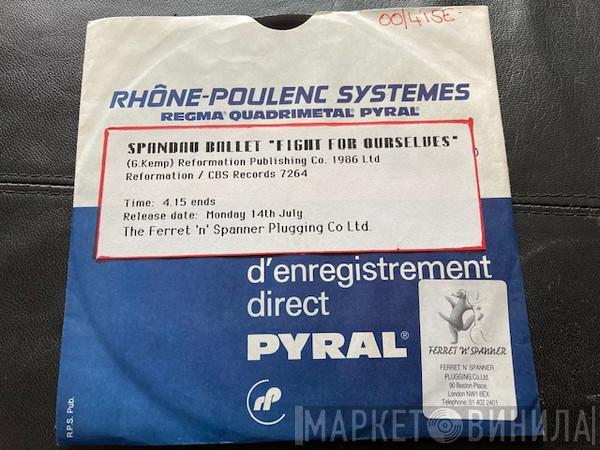 00/415E-
RHÔNE-POULENC SYSTEMES
REGMA® QUADRIMETAL® PYRAL®
SPANDAU BALLET "FIGHT FOR OURSELVES"
(G.Kemp) Reformation Publishing Co. 1986 Ltd
Reformation / CBS Records 7264
Time: 4.15 ends
Release date: Monday 14th July
The Ferret 'n' Spanner Plugging Co Ltd.
d'enregistrement
direct
PYRAL®
rP
R.P.S. Pub.
FERRET 'N' SPANNER
FERRET 'N' SPANNER
PLUGGING Co.Ltd.
90 Boston Place,
London NW1 6EX
Telephone: 01 402 2401
МАРКЕТ ВИНИЛА